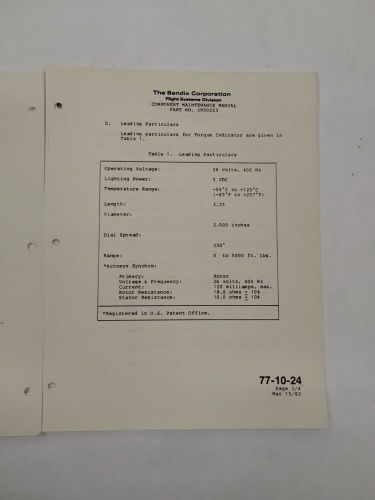 The Bendix Corporation
Flight Systems Division
COMPONENT MAINTENANCE MANUAL
PART NO. 3958223
D. Leading Particulars
Leading particulars for Torque Indicator are given in
Table 1.
Table 1. Leading Particulars
Operating Voltage: 26 Volts, 400 Hz
Lighting Power: 5 VDC
Temperature Range: -55°C to +125°C
(-65°F to +257°F)
Length: 3.25
Diameter:
2.000 inches
Dial Spread:
230°
Range: 0 to 5000 ft. lbs.
*Autosyn Synchro:
Primary: Rotor
Voltage & Frequency: 26 volts, 400 Hz
Current: 120 milliamps, max.
Rotor Resistance: ohms ± 10%
Stator Resistance: 10.0 ohms ± 10%
*Registered in U.S. Patent Office.
77-10-24
Page 3/4
Mar 15/83